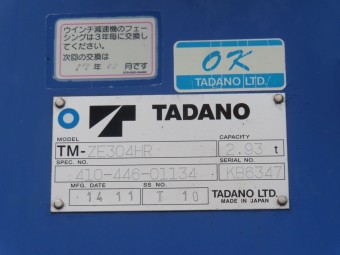 ウインチ減速機のフェー
シングは3年毎に交換し
てください。
次回の交換は
年 月です
OK
TADANO LTD.
TADANO
MODEL
CAPACITY
TM-ZE304HR
2.93 t
SPEC. NO.
SERIAL NO.
410-446-01134
KB6347
MFG. DATE
SS NO.
14 11
T 10
TADANO LTD.
MADE IN JAPAN